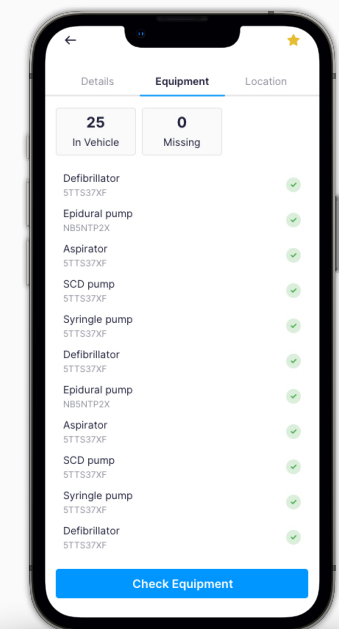 Details
Equipment
Location
25
In Vehicle
0
Missing
Defibrillator
5TTS37XF
Epidural pump
NB5NTP2X
Aspirator
5TTS37XF
SCD pump
5TTS37XF
Syringle pump
5TTS37XF
Defibrillator
5TTS37XF
Epidural pump
NB5NTP2X
Aspirator
5TTS37XF
SCD pump
5TTS37XF
Syringle pump
5TTS37XF
Defibrillator
5TTS37XF
Check Equipment